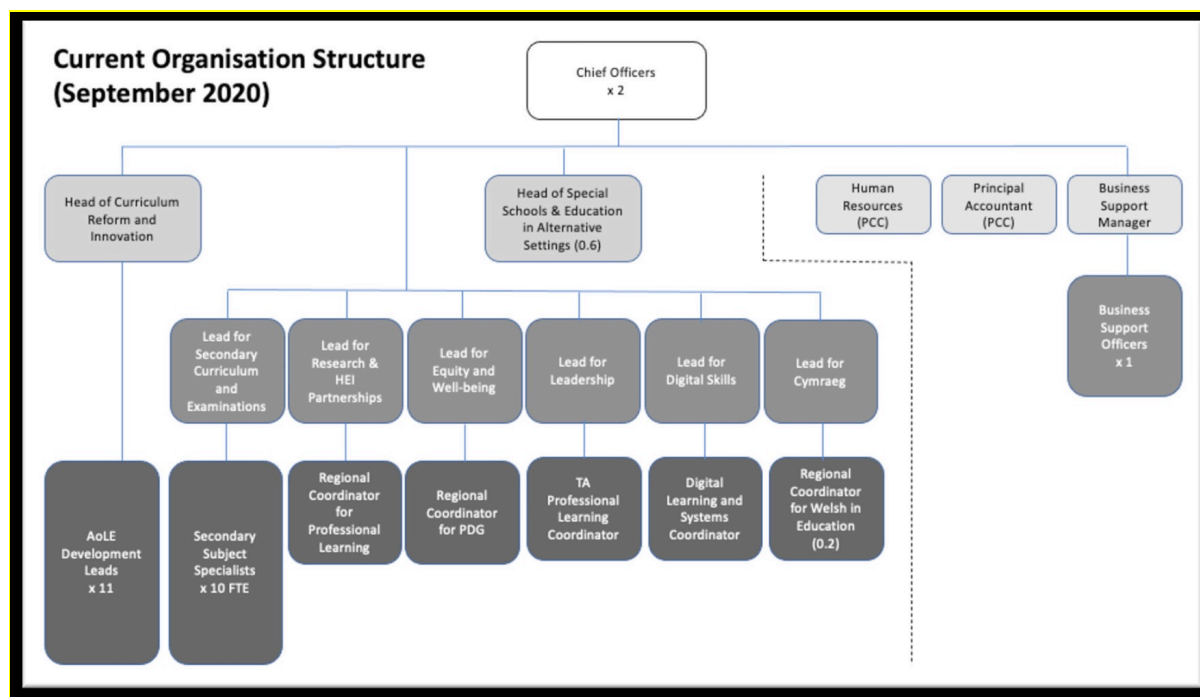 Current Organisation Structure
(September 2020)
Chief Officers
x 2
Head of Curriculum
Reform and
Innovation
Head of Special
Schools & Education
in Alternative
Settings (0.6)
Human
Resources
(PCC)
Principal
Accountant
(PCC)
Business
Support
Manager
Lead for
Secondary
Curriculum
and
Examinations
Lead for
Research &
HEI
Partnerships
Lead for
Equity and
Well-being
Lead for
Leadership
Lead for
Digital Skills
Lead for
Cymraeg
Business
Support
Officers
x 1
AoLE
Development
Leads
x 11
Secondary
Subject
Specialists
x 10 FTE
Regional
Coordinator
for
Professional
Learning
Regional
Coordinator
for PDG
TA
Professional
Learning
Coordinator
Digital
Learning and
Systems
Coordinator
Regional
Coordinator
for Welsh in
Education
(0.2)